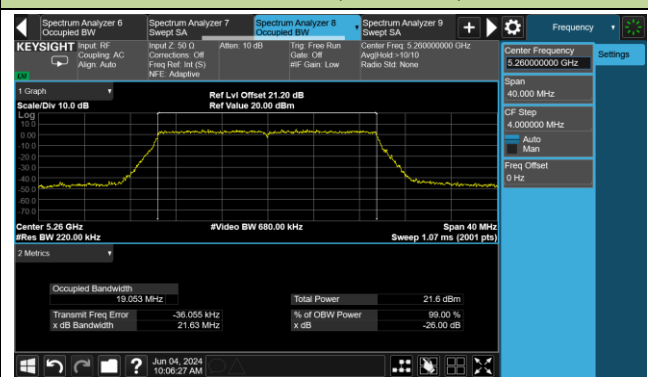 Spectrum Analyzer 6
Occupied BW
Spectrum Analyzer 7
Swept SA
Spectrum Analyzer 8
Occupied BW
Spectrum Analyzer 9
Swept SA
Frequency
KEYSIGHT
Input: RF
Coupling: AC
Align: Auto
Input Z: 50 Ω
Corrections: Off
Freq Ref: Int (S)
NFE: Adaptive
Atten: 10 dB
Trig: Free Run
Gate: Off
#IF Gain: Low
Center Freq: 5.260000000 GHz
Avg|Hold:>10/10
Radio Std: None
LXI
Center Frequency
5.260000000 GHz
Settings
Span
40.000 MHz
CF Step
4.000000 MHz
Auto
Man
Freq Offset
0 Hz
1 Graph
Scale/Div 10.0 dB
Ref Lvl Offset 21.20 dB
Ref Value 20.00 dBm
Log
10.0
0.00
-10.0
-20.0
-30.0
-40.0
-50.0
-60.0
-70.0
Center 5.26 GHz
#Res BW 220.00 kHz
#Video BW 680.00 kHz
Span 40 MHz
Sweep 1.07 ms (2001 pts)
2 Metrics
Occupied Bandwidth
19.053 MHz
Total Power 21.6 dBm
Transmit Freq Error -36.055 kHz
% of OBW Power 99.00 %
x dB Bandwidth 21.63 MHz
x dB -26.00 dB
?
Jun 04, 2024
10:06:27 AM